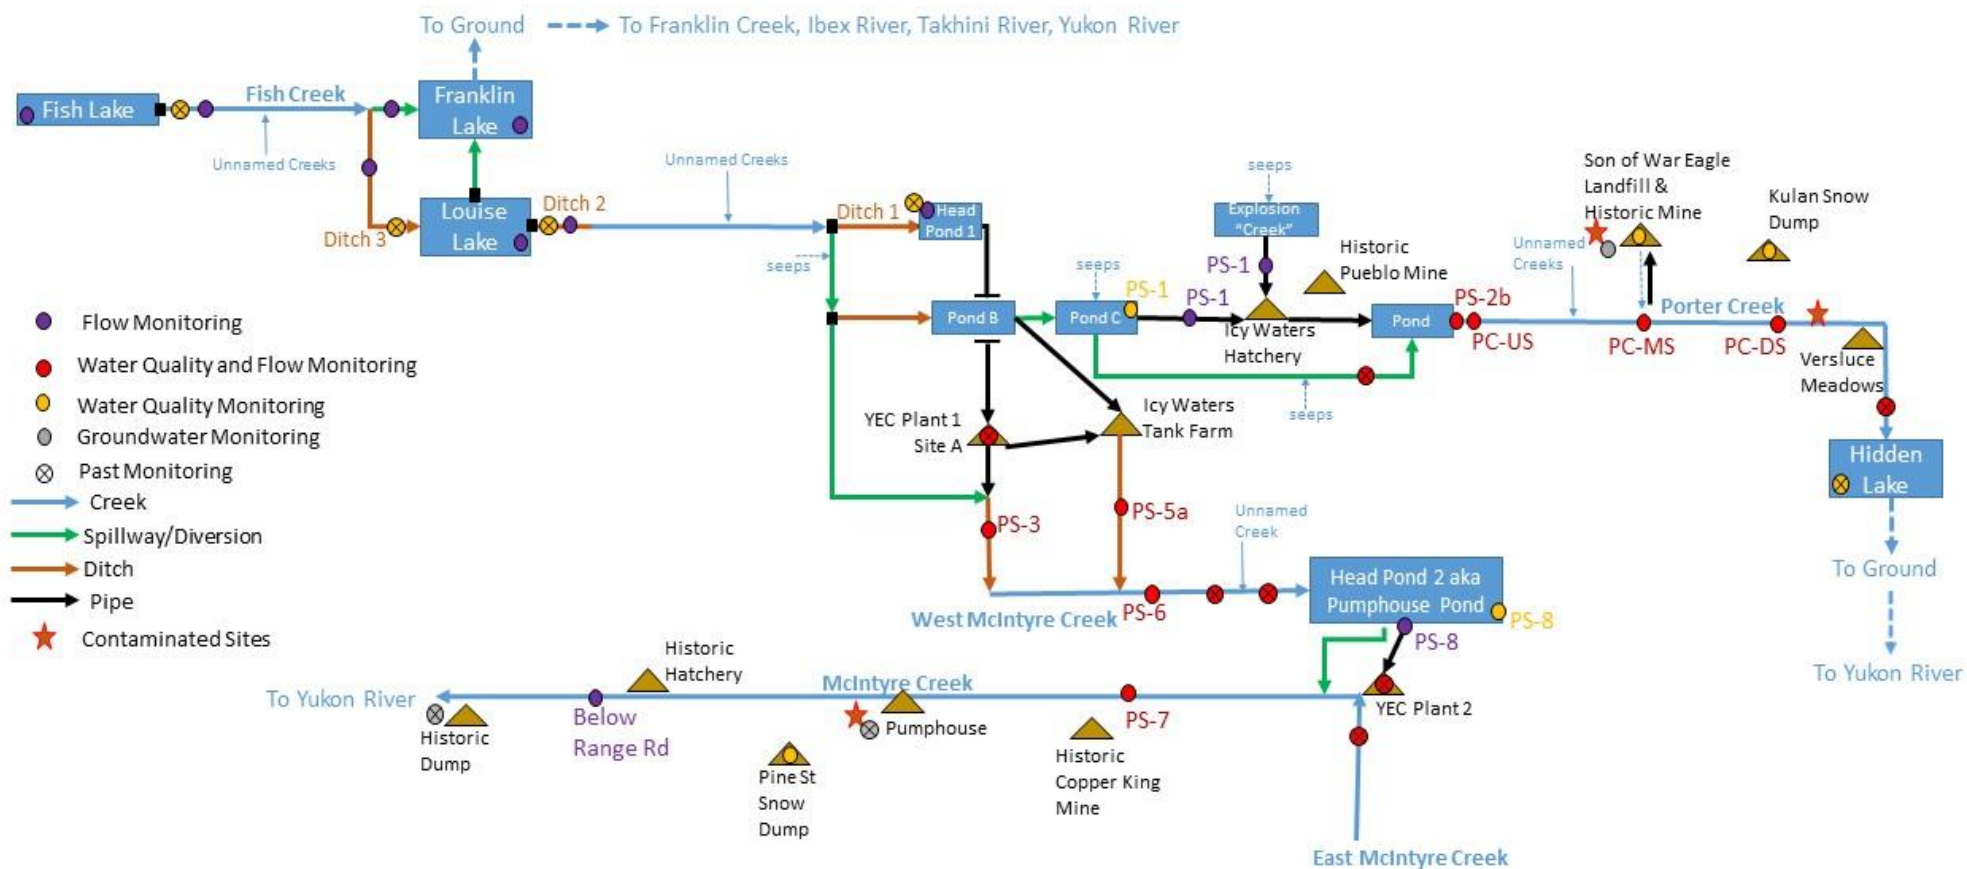 To Ground
To Franklin Creek, Ibex River, Takhini River, Yukon River
Fish Lake
Fish Creek
Franklin
Lake
Unnamed Creeks
Ditch 3
Louise
Lake
Ditch 2
Unnamed Creeks
Ditch 1
Head
Pond 1
seeps
seeps
Explosion
"Creek"
Son of War Eagle
Landfill &
Historic Mine
Kulan Snow
Dump
Historic
Pueblo Mine
Unnamed
Creeks
seeps
PS-1
PS-1
PS-1
Pond B
Pond C
Icy Waters
Hatchery
Pond
PS-2b
PC-US
Porter Creek
PC-MS
PC-DS
Versluce
Meadows
seeps
Flow Monitoring
Water Quality and Flow Monitoring
Water Quality Monitoring
Groundwater Monitoring
Past Monitoring
Creek
Spillway/Diversion
Ditch
Pipe
Contaminated Sites
YEC Plant 1
Site A
Icy Waters
Tank Farm
Hidden
Lake
PS-3
PS-5a
Unnamed
Creek
To Ground
West McIntyre Creek
PS-6
Head Pond 2 aka
Pumphouse Pond
PS-8
PS-8
To Yukon River
Historic
Hatchery
McIntyre Creek
To Yukon River
Below
Range Rd
Historic
Dump
Pumphouse
PS-7
YEC Plant 2
Pine St
Snow
Dump
Historic
Copper King
Mine
East McIntyre Creek